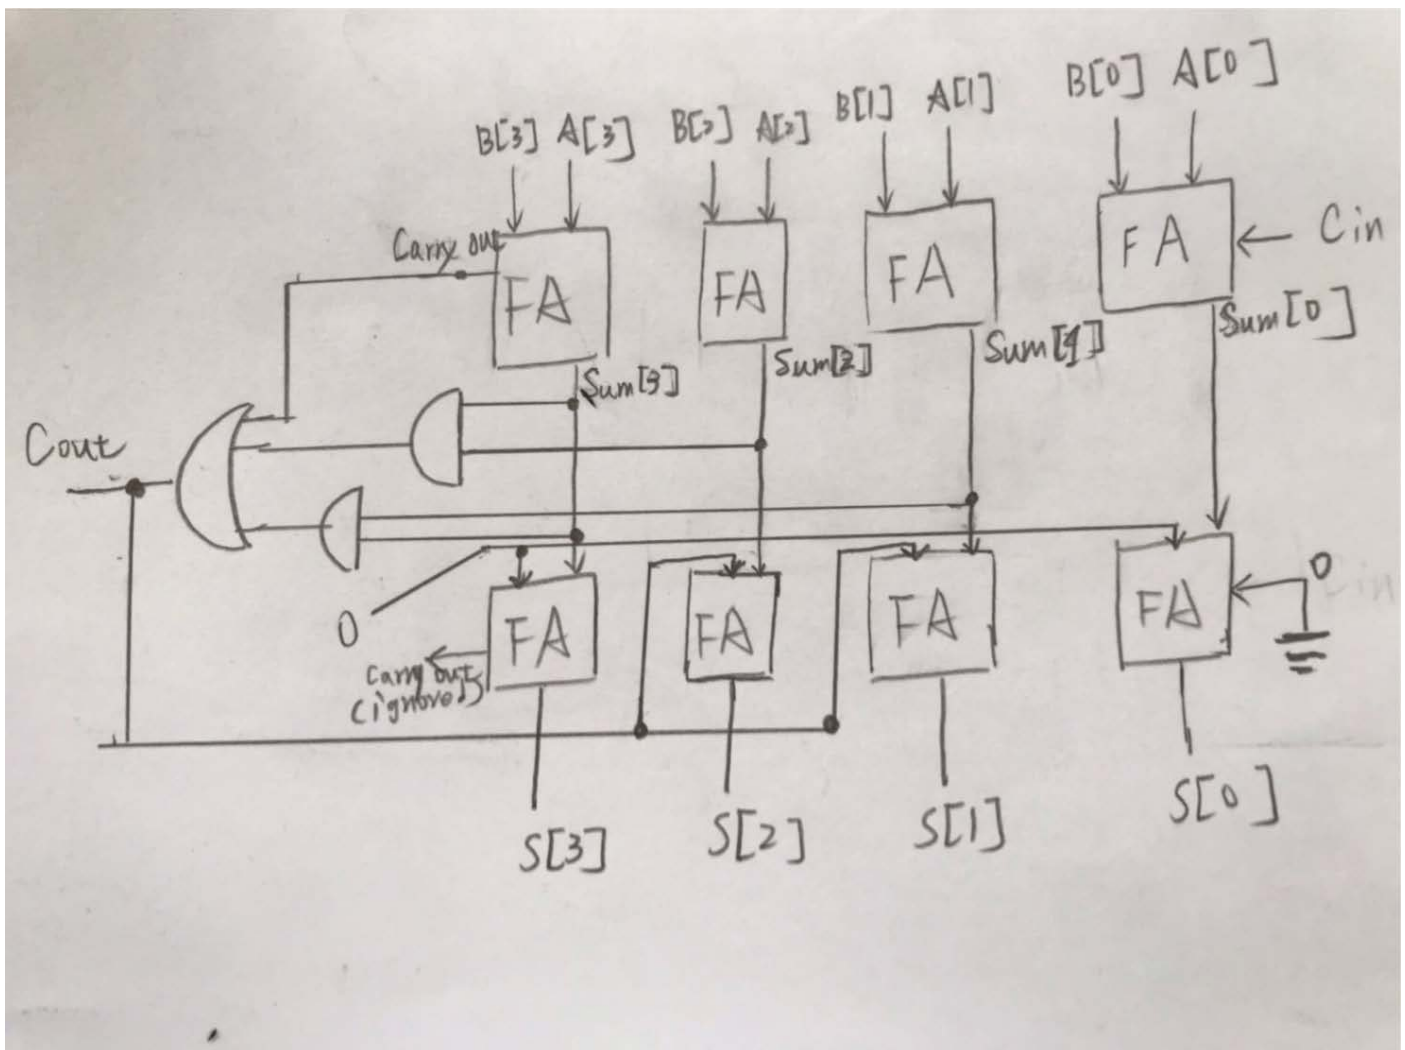 B[3] A[3] B[2] A[2] B[1] A[1] B[0] A[0]
Carry out FA FA FA FA Cin
Sum[3] Sum[2] Sum[1] Sum[0]
Cout
0 FA FA FA FA 0
Carry out
(ignored)
S[3] S[2] S[1] S[0]